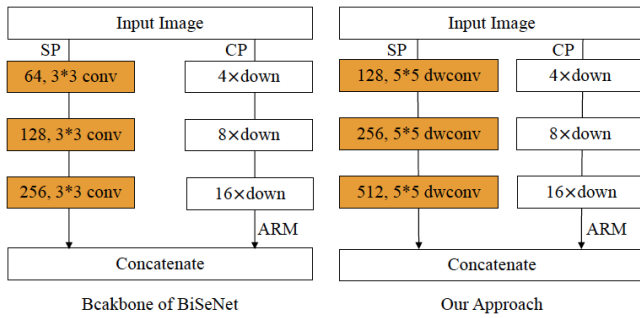 Input Image
SP
CP
64, 3*3 conv
4×down
128, 3*3 conv
8×down
256, 3*3 conv
16×down
ARM
Concatenate
Bcakbone of BiSeNet
Input Image
SP
CP
128, 5*5 dwconv
4×down
256, 5*5 dwconv
8×down
512, 5*5 dwconv
16×down
ARM
Concatenate
Our Approach